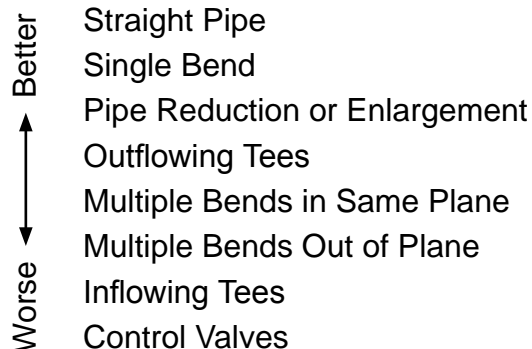 Better
Worse
Straight Pipe
Single Bend
Pipe Reduction or Enlargement
Outflowing Tees
Multiple Bends in Same Plane
Multiple Bends Out of Plane
Inflowing Tees
Control Valves